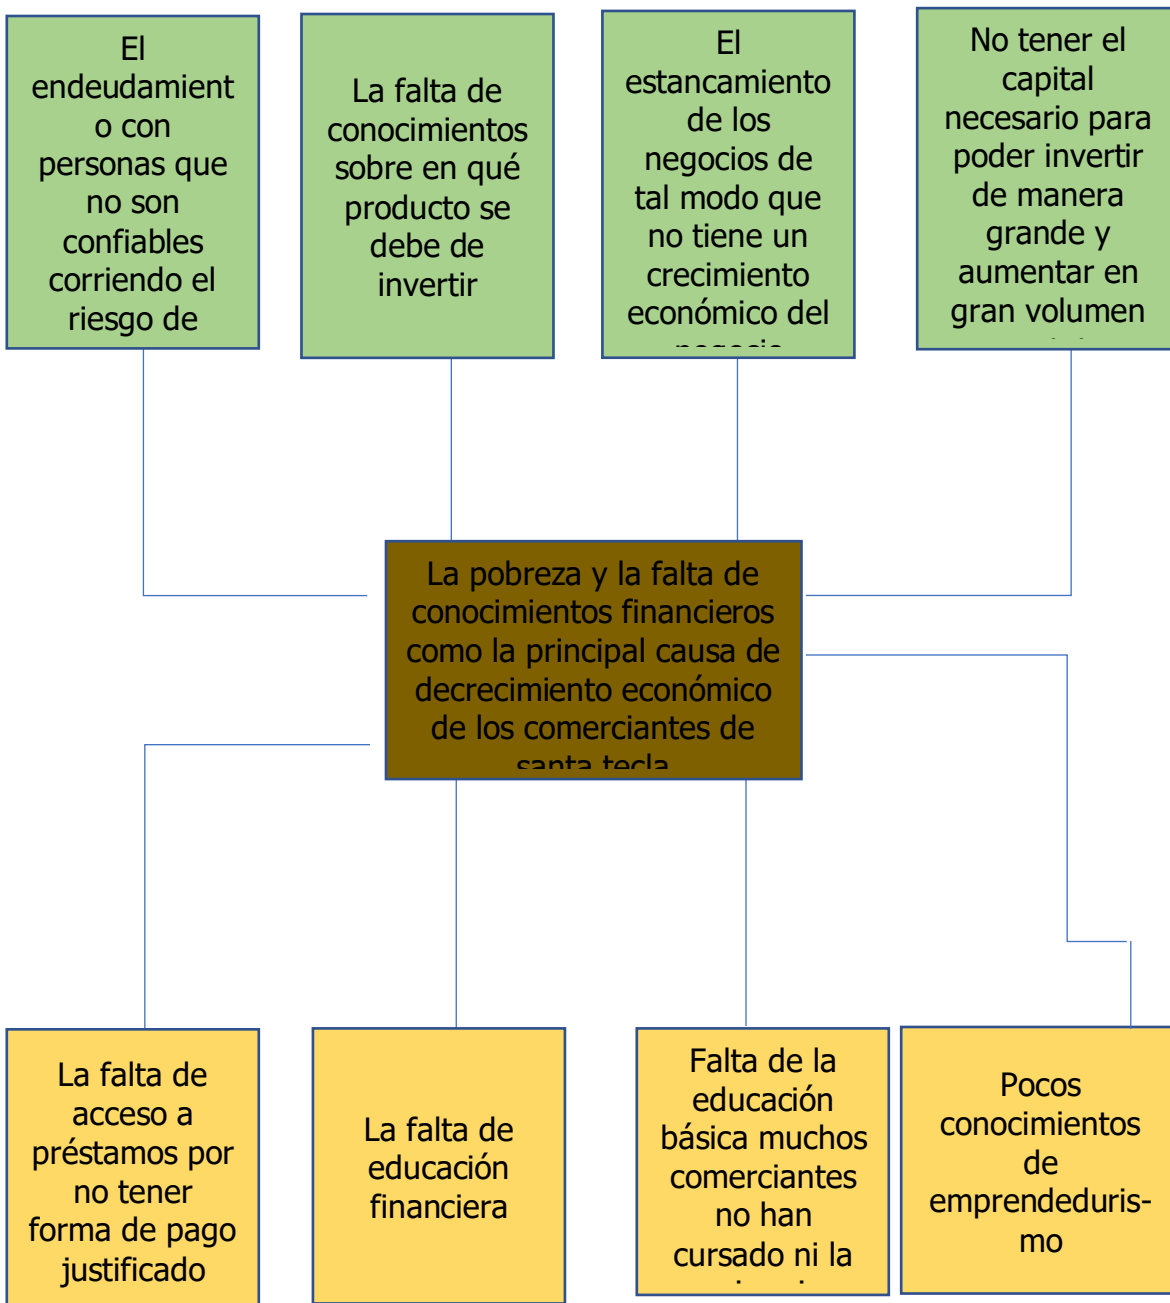 El
endeudamient
o con
personas que
no son
confiables
corriendo el
riesgo de
La falta de
conocimientos
sobre en qué
producto se
debe de
invertir
El
estancamiento
de los
negocios de
tal modo que
no tiene un
crecimiento
económico del
negocio
No tener el
capital
necesario para
poder invertir
de manera
grande y
aumentar en
gran volumen
La pobreza y la falta de
conocimientos financieros
como la principal causa de
decrecimiento económico
de los comerciantes de
santa tecla
La falta de
acceso a
préstamos por
no tener
forma de pago
justificado
La falta de
educación
financiera
Falta de la
educación
básica muchos
comerciantes
no han
cursado ni la
Pocos
conocimientos
de
emprendeduris-
mo